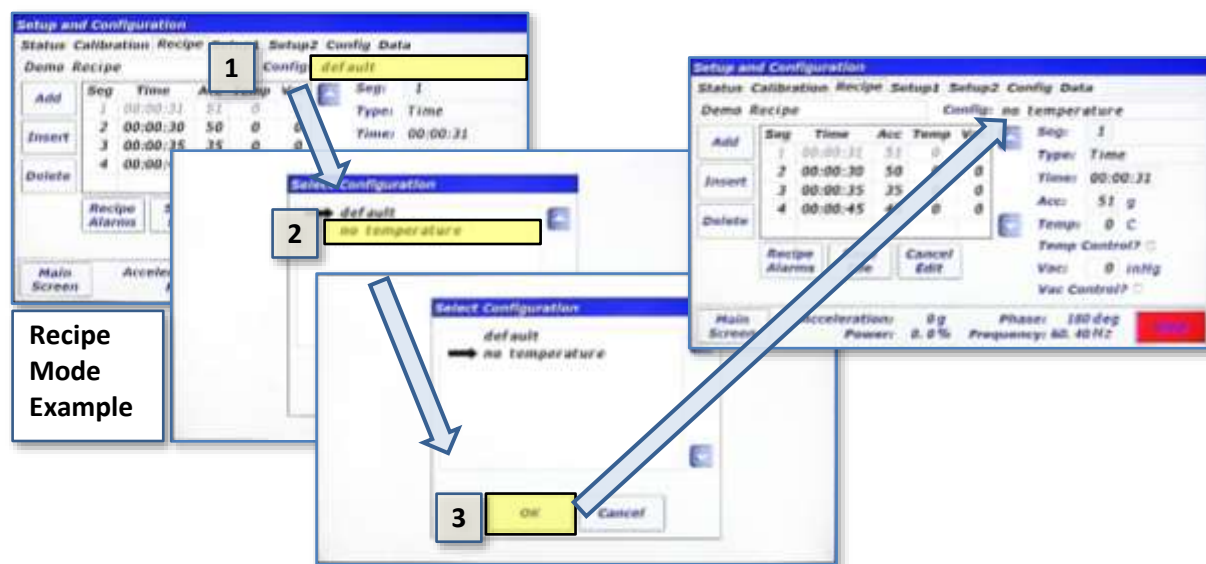 Setup and Configuration
Status Calibration Recipe Setup2 Config Data
Demo Recipe Config: default
1
Add
Insert
Delete
Seg Time Acc
1 00:00:31 51 0
2 00:00:30 50 0 0
3 00:00:35 35 0 0
4 00:00
Seg: 1
Type: Time
Time: 00:00:31
Recipe
Alarms
Main
Screen
Recipe
Mode
Example
Select Configuration
default
2
no temperature
Select Configuration
default
no temperature
3
OK
Cancel
Setup and Configuration
Status Calibration Recipe Setup1 Setup2 Config Data
Demo Recipe Config: no temperature
Add
Insert
Delete
Seg Time Acc Temp
1 00:00:31 51 0
2 00:00:30 50 0
3 00:00:35 35 0
4 00:00:45 0 0
Seg: 1
Type: Time
Time: 00:00:31
Acc: 51 g
Temp: 0 C
Temp Control?
Vac: 0 inHg
Vac Control?
Recipe
Alarms
Cancel
Edit
Main
Screen
Acceleration: 0 g Phase: 180 deg
Power: 0.0% Frequency: 60.40 Hz